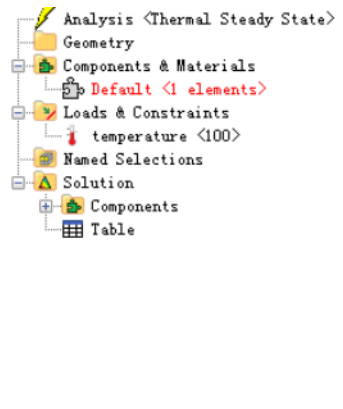 Analysis <Thermal Steady State>
Geometry
Components & Materials
Default <1 elements>
Loads & Constraints
temperature <100>
Named Selections
Solution
Components
Table